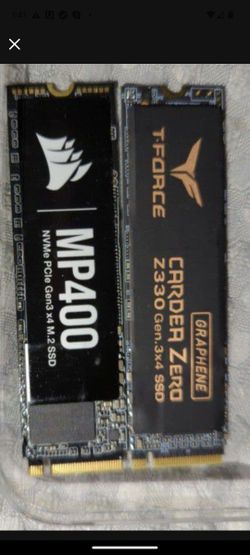 MP400
NVMe PCIe Gen3 x4 M.2 SSD
T-FORCE
CARDEA ZERO
Z330 Gen.3x4 SSD
GRAPHENE